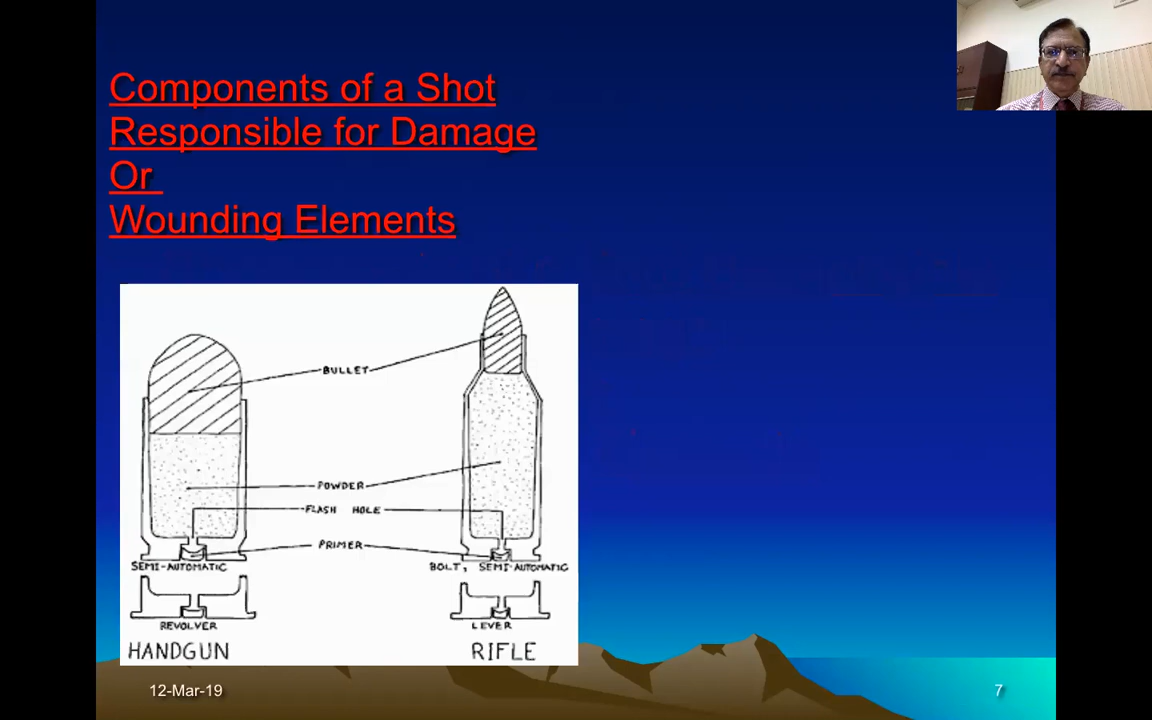 Components of a Shot
Responsible for Damage
Or
Wounding Elements
BULLET
POWDER
FLASH HOLE
PRIMER
SEMI-AUTOMATIC
BOLT, SEMI-AUTOMATIC
REVOLVER
LEVER
HANDGUN
RIFLE
12-Mar-19
7